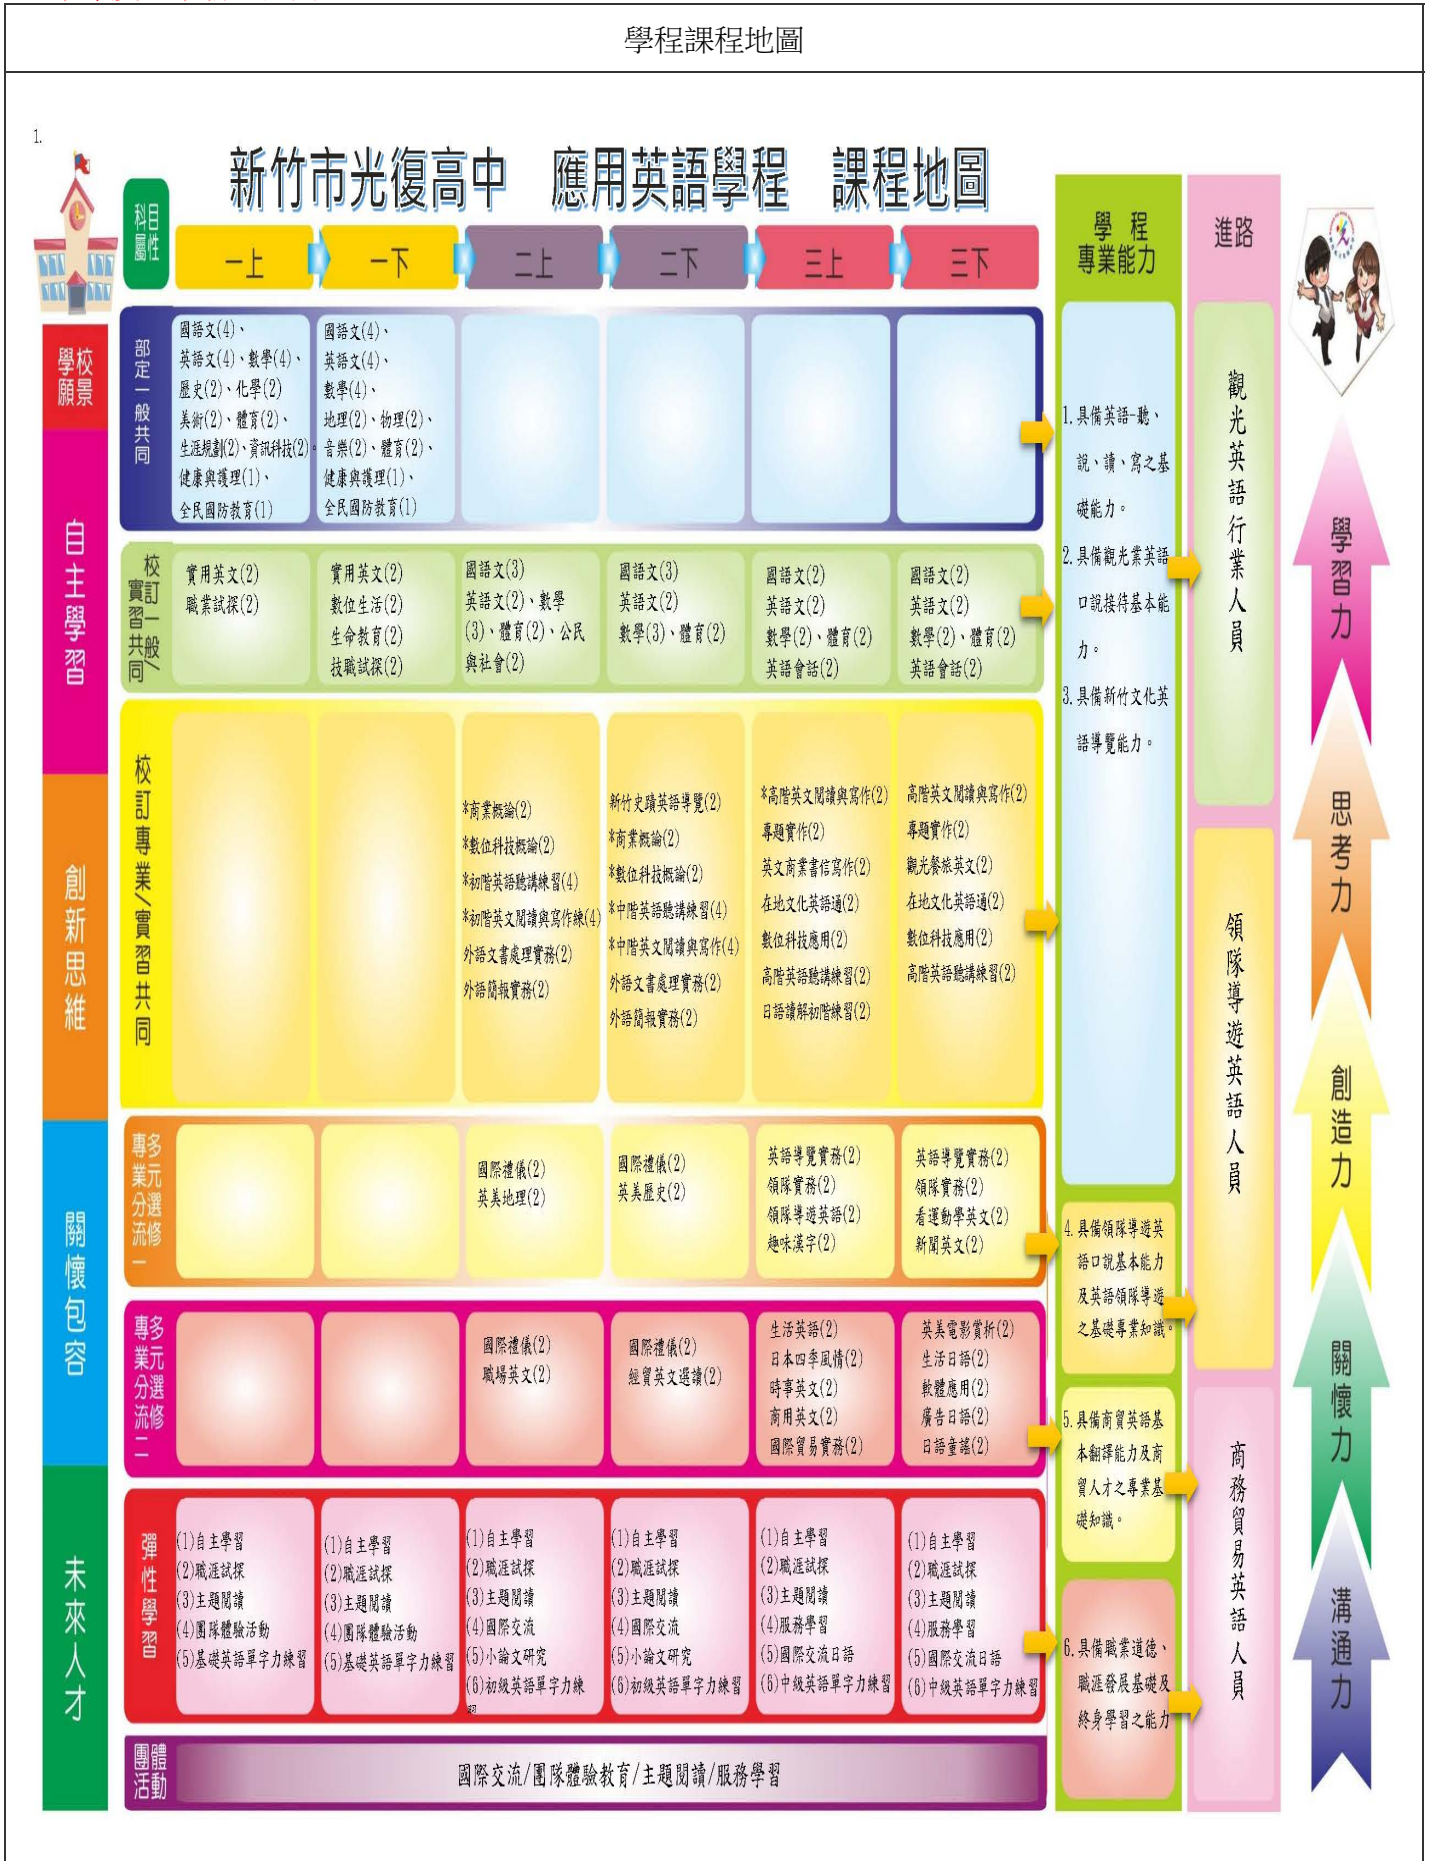 學程課程地圖
1.
新竹市光復高中 應用英語學程 課程地圖
科目
屬性
一上
一下
二上
二下
三上
三下
學 程
專業能力
進路
學校
願景
自主學習
創新思維
關懷包容
未來人才
部定一般共同
國語文(4)、
英語文(4)、數學(4)、
歷史(2)、化學(2)
美術(2)、體育(2)、
生涯規劃(2)、資訊科技(2)。
健康與護理(1)、
全民國防教育(1)
國語文(4)、
英語文(4)、
數學(4)、
地理(2)、物理(2)、
音樂(2)、體育(2)、
健康與護理(1)、
全民國防教育(1)
校訂一般/
實習共同
實用英文(2)
職業試探(2)
實用英文(2)
數位生活(2)
生命教育(2)
技職試探(2)
國語文(3)
英語文(2)、數學
(3)、體育(2)、公民
與社會(2)
國語文(3)
英語文(2)
數學(3)、體育(2)
國語文(2)
英語文(2)
數學(2)、體育(2)
英語會話(2)
國語文(2)
英語文(2)
數學(2)、體育(2)
英語會話(2)
校訂專業/實習共同
*商業概論(2)
*數位科技概論(2)
*初階英語聽講練習(4)
*初階英文閱讀與寫作練(4)
外語文書處理實務(2)
外語簡報實務(2)
新竹史蹟英語導覽(2)
*商業概論(2)
*數位科技概論(2)
*中階英語聽講練習(4)
*中階英文閱讀與寫作(4)
外語文書處理實務(2)
外語簡報實務(2)
*高階英文閱讀與寫作(2)
專題實作(2)
英文商業書信寫作(2)
在地文化英語通(2)
數位科技應用(2)
高階英語聽講練習(2)
日語讀解初階練習(2)
高階英文閱讀與寫作(2)
專題實作(2)
觀光餐旅英文(2)
在地文化英語通(2)
數位科技應用(2)
高階英語聽講練習(2)
多元選修
專業分流一
國際禮儀(2)
英美地理(2)
國際禮儀(2)
英美歷史(2)
英語導覽實務(2)
領隊實務(2)
領隊導遊英語(2)
趣味漢字(2)
英語導覽實務(2)
領隊實務(2)
看運動學英文(2)
新聞英文(2)
多元選修
專業分流二
國際禮儀(2)
職場英文(2)
國際禮儀(2)
經貿英文選讀(2)
生活英語(2)
日本四季風情(2)
時事英文(2)
商用英文(2)
國際貿易實務(2)
英美電影賞析(2)
生活日語(2)
軟體應用(2)
廣告日語(2)
日語童謠(2)
彈性學習
(1)自主學習
(2)職涯試探
(3)主題閱讀
(4)團隊體驗活動
(5)基礎英語單字力練習
(1)自主學習
(2)職涯試探
(3)主題閱讀
(4)團隊體驗活動
(5)基礎英語單字力練習
(1)自主學習
(2)職涯試探
(3)主題閱讀
(4)國際交流
(5)小論文研究
(6)初級英語單字力練
(1)自主學習
(2)職涯試探
(3)主題閱讀
(4)國際交流
(5)小論文研究
(6)初級英語單字力練習
(1)自主學習
(2)職涯試探
(3)主題閱讀
(4)服務學習
(5)國際交流日語
(6)中級英語單字力練習
(1)自主學習
(2)職涯試探
(3)主題閱讀
(4)服務學習
(5)國際交流日語
(6)中級英語單字力練習
團體
活動
國際交流/團隊體驗教育/主題閱讀/服務學習
1.具備英語-聽、
說、讀、寫之基
礎能力。
2.具備觀光業英語
口說接待基本能
力。
3.具備新竹文化英
語導覽能力。
4.具備領隊導遊英
語口說基本能力
及英語領隊導遊
之基礎專業知識。
5.具備商貿英語基
本翻譯能力及商
貿人才之專業基
礎知識。
6.具備職業道德、
職涯發展基礎及
終身學習之能力
觀光英語行業人員
領隊導遊英語人員
商務貿易英語人員
學習力
思考力
創造力
關懷力
溝通力